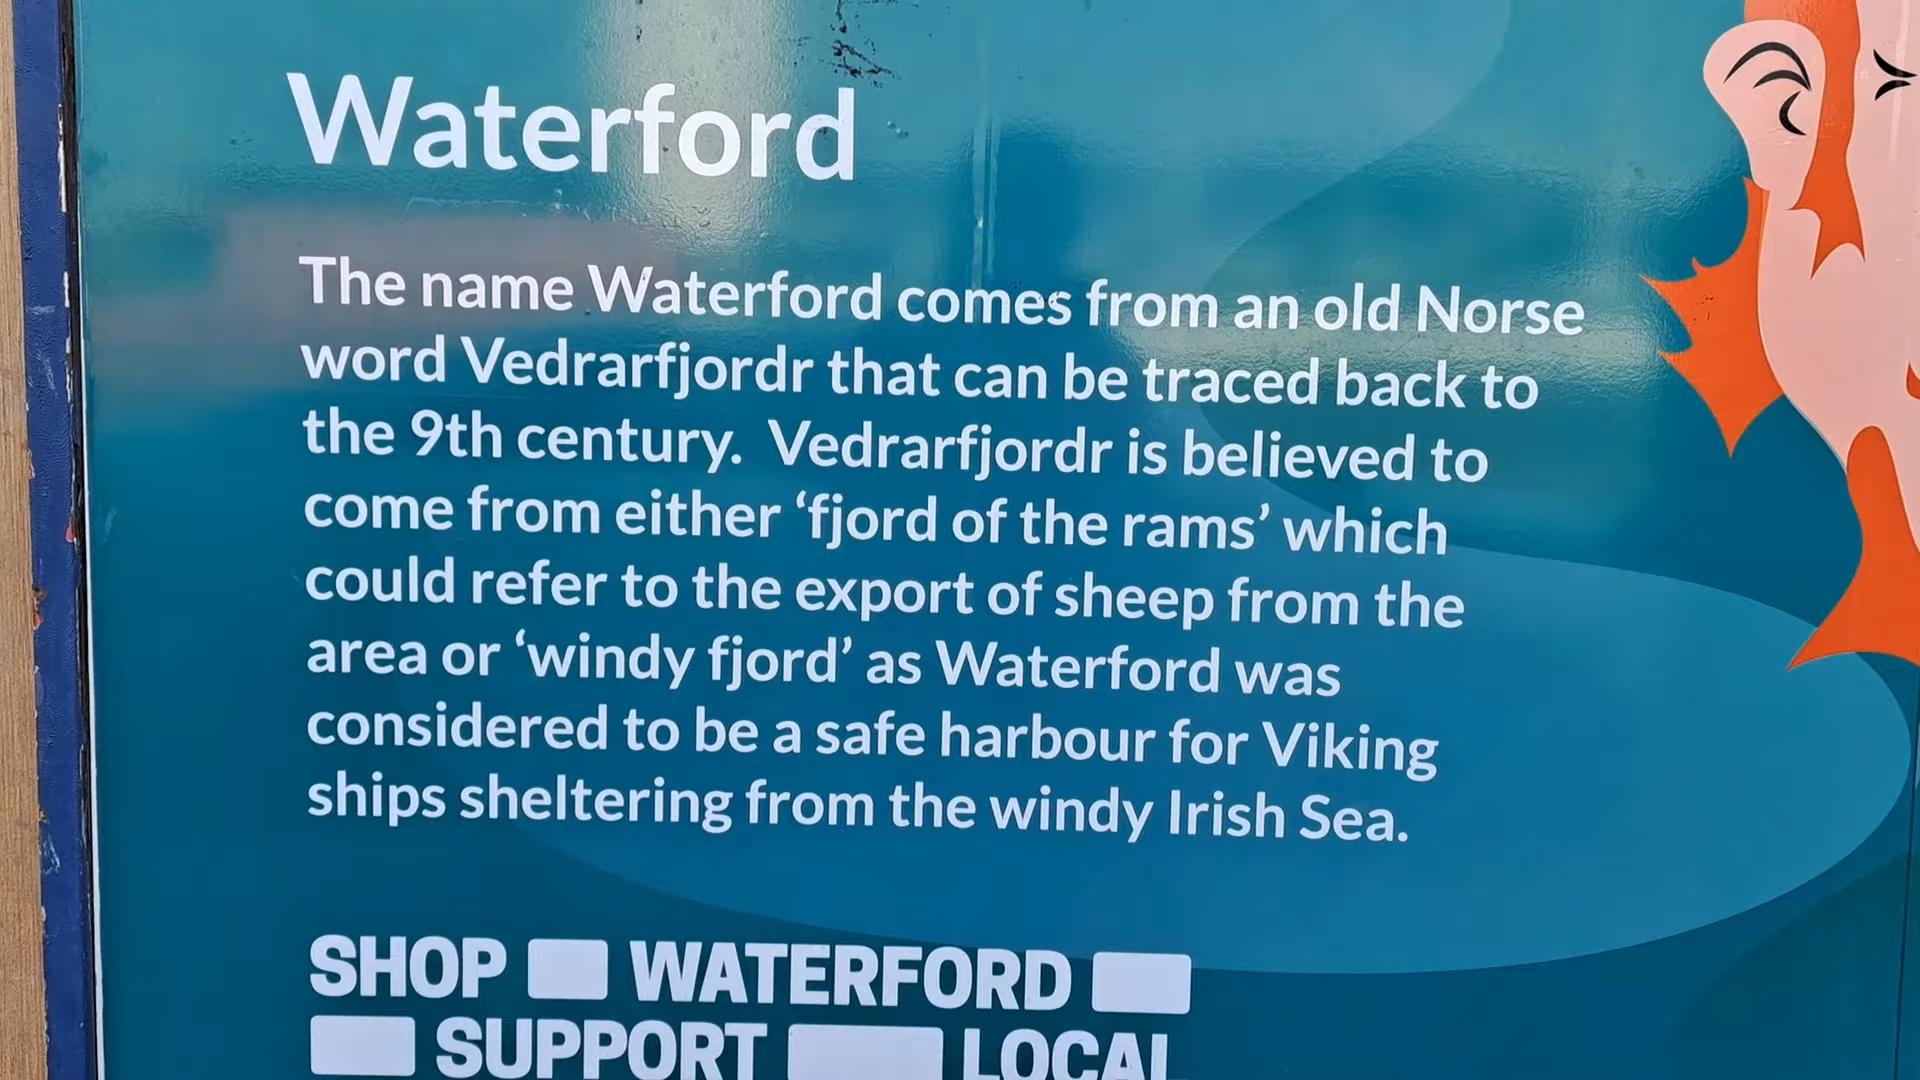 Waterford
The name Waterford comes from an old Norse
word Vedrarfjordr that can be traced back to
the 9th century.  Vedrarfjordr is believed to
come from either ‘fjord of the rams’ which
could refer to the export of sheep from the
area or ‘windy fjord’ as Waterford was
considered to be a safe harbour for Viking
ships sheltering from the windy Irish Sea.
SHOP WATERFORD
SUPPORT LOCAL